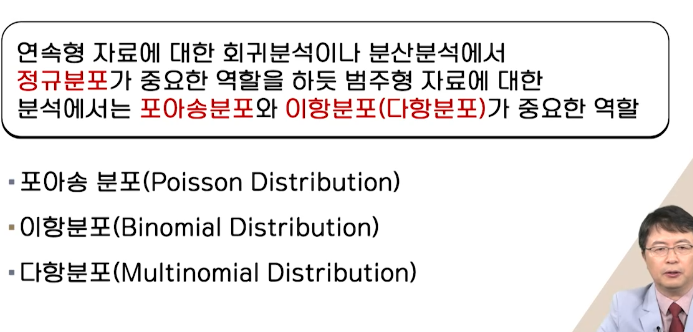 연속형 자료에 대한 회귀분석이나 분산분석에서
정규분포가 중요한 역할을 하듯 범주형 자료에 대한
분석에서는 포아송분포와 이항분포(다항분포)가 중요한 역할
▪포아송 분포(Poisson Distribution)
▪이항분포(Binomial Distribution)
▪다항분포(Multinomial Distribution)